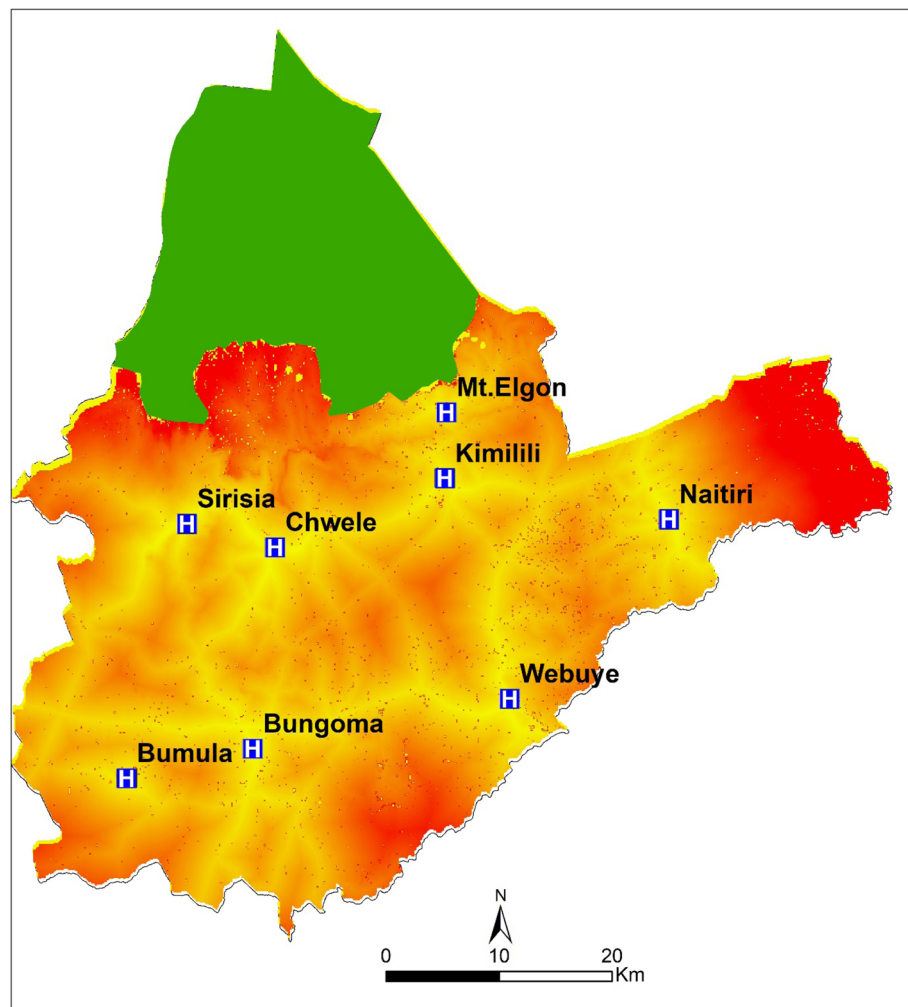 Mt.Elgon
H
Kimilili
H
Sirisia
H
Naitiri
H
Chwele
H
Webuye
H
Bungoma
H
Bumula
H
N
0 10 20
Km